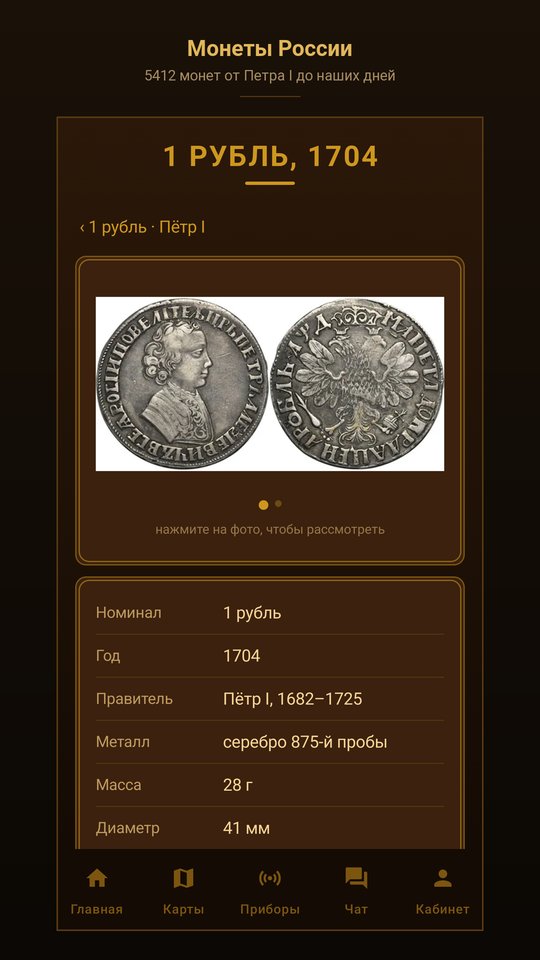 Монеты России
5412 монет от Петра I до наших дней
1 РУБЛЬ, 1704
‹ 1 рубль · Пётр I
нажмите на фото, чтобы рассмотреть
Номинал 1 рубль
Год 1704
Правитель Пётр I, 1682–1725
Металл серебро 875-й пробы
Масса 28 г
Диаметр 41 мм
Главная Карты Приборы Чат Кабинет